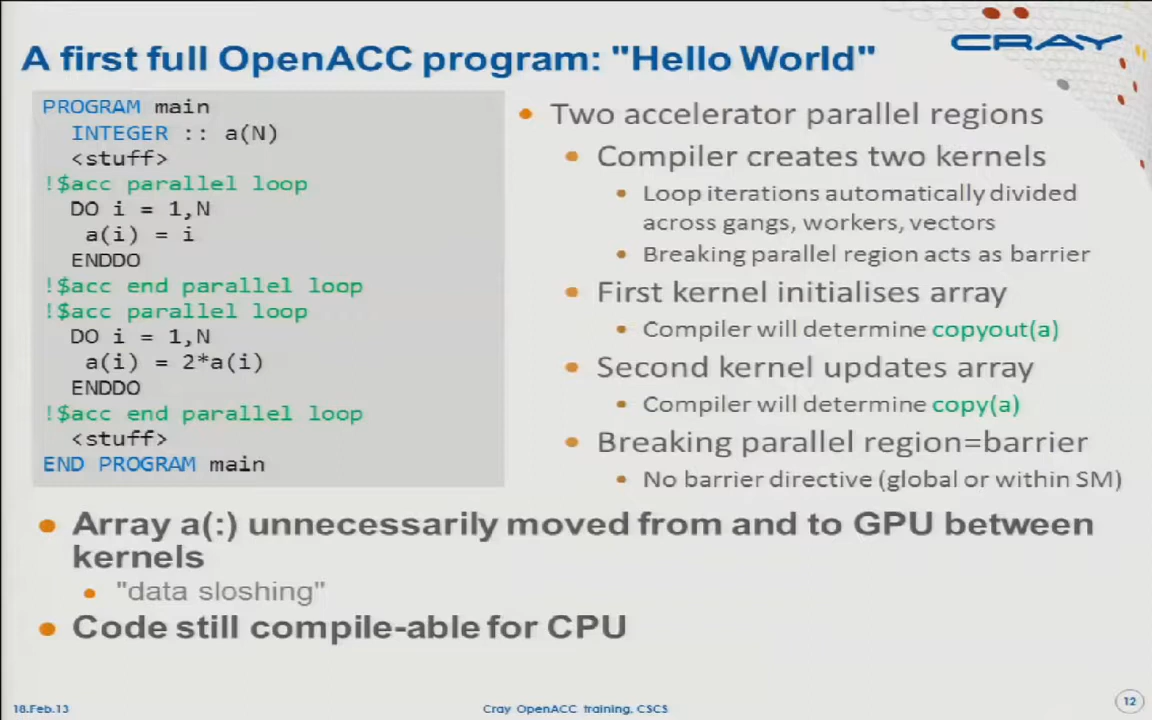 A first full OpenACC program: "Hello World"
CRAY
PROGRAM main
INTEGER :: a(N)
<stuff>
!$acc parallel loop
DO i = 1,N
a(i) = i
ENDDO
!$acc end parallel loop
!$acc parallel loop
DO i = 1,N
a(i) = 2*a(i)
ENDDO
!$acc end parallel loop
<stuff>
END PROGRAM main
• Two accelerator parallel regions
• Compiler creates two kernels
• Loop iterations automatically divided
across gangs, workers, vectors
• Breaking parallel region acts as barrier
• First kernel initialises array
• Compiler will determine copyout(a)
• Second kernel updates array
• Compiler will determine copy(a)
• Breaking parallel region=barrier
• No barrier directive (global or within SM)
• Array a(:) unnecessarily moved from and to GPU between
kernels
• "data sloshing"
• Code still compile-able for CPU
18.Feb.13
Cray OpenACC training, CSCS
12